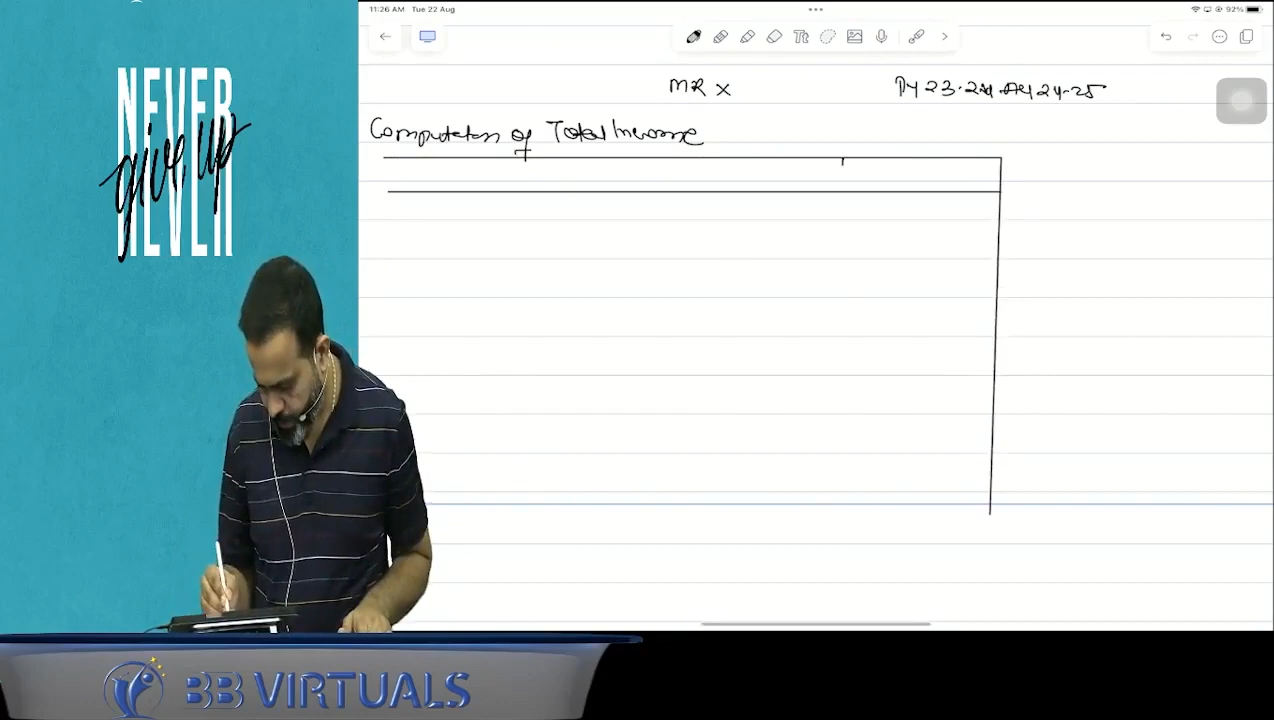 11:26 AM Tue 22 Aug
92%
NEVER
give up
NEVER
MR X
PY 23-24 AY 24-25
Computation of Total Income
BB VIRTUALS